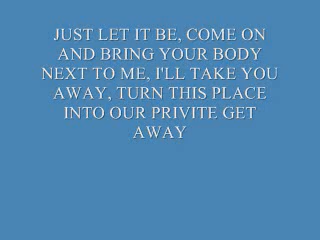 JUST LET IT BE, COME ON
AND BRING YOUR BODY
NEXT TO ME, I'LL TAKE YOU
AWAY, TURN THIS PLACE
INTO OUR PRIVITE GET
AWAY